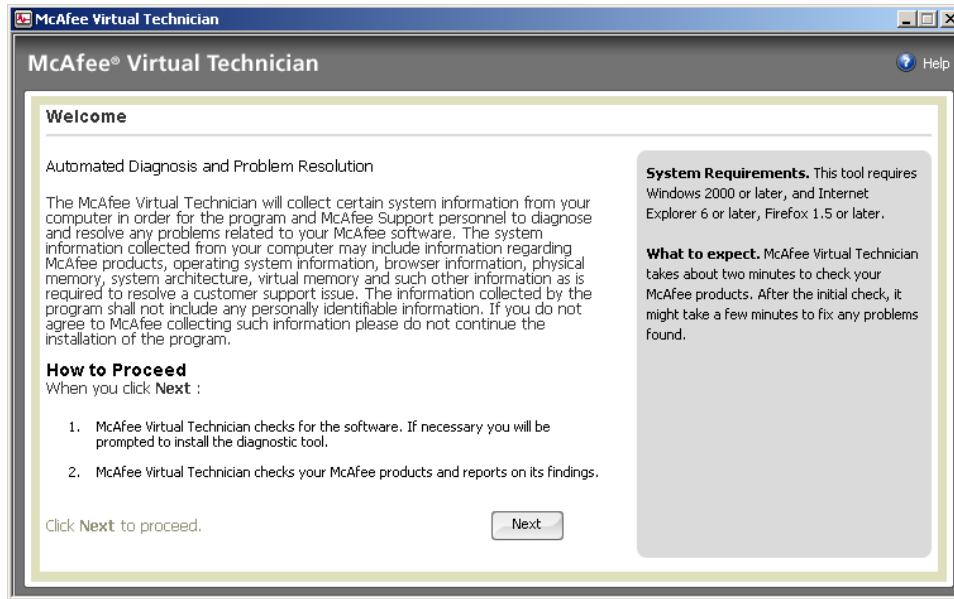 McAfee Virtual Technician
McAfee® Virtual Technician
Help
Welcome
Automated Diagnosis and Problem Resolution
The McAfee Virtual Technician will collect certain system information from your
computer in order for the program and McAfee Support personnel to diagnose
and resolve any problems related to your McAfee software. The system
information collected from your computer may include information regarding
McAfee products, operating system information, browser information, physical
memory, system architecture, virtual memory and such other information as is
required to resolve a customer support issue. The information collected by the
program shall not include any personally identifiable information. If you do not
agree to McAfee collecting such information please do not continue the
installation of the program.
How to Proceed
When you click Next :
1. McAfee Virtual Technician checks for the software. If necessary you will be
prompted to install the diagnostic tool.
2. McAfee Virtual Technician checks your McAfee products and reports on its findings.
Click Next to proceed.
Next
System Requirements. This tool requires
Windows 2000 or later, and Internet
Explorer 6 or later, Firefox 1.5 or later.
What to expect. McAfee Virtual Technician
takes about two minutes to check your
McAfee products. After the initial check, it
might take a few minutes to fix any problems
found.